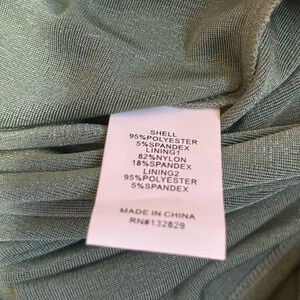 SHELL
95%POLYESTER
5%SPANDEX
LINING1
82%NYLON
18%SPANDEX
LINING2
95%POLYESTER
5%SPANDEX
MADE IN CHINA
RN#132829